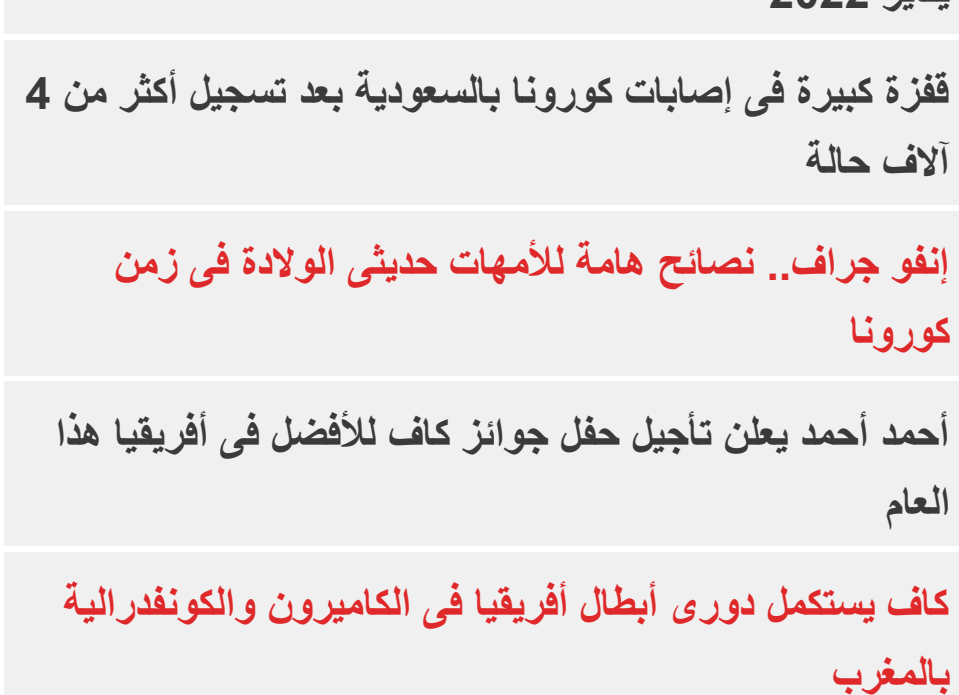 يناير 2022
قفزة كبيرة فى إصابات كورونا بالسعودية بعد تسجيل أكثر من 4
آلاف حالة
إنفو جراف.. نصائح هامة للأمهات حديثى الولادة فى زمن
كورونا
أحمد أحمد يعلن تأجيل حفل جوائز كاف للأفضل فى أفريقيا هذا
العام
كاف يستكمل دورى أبطال أفريقيا فى الكاميرون والكونفدرالية
بالمغرب